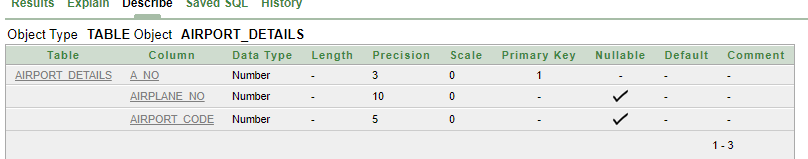 Results Explain Describe Saved SQL History
Object Type TABLE Object AIRPORT_DETAILS
Table Column Data Type Length Precision Scale Primary Key Nullable Default Comment
AIRPORT_DETAILS A_NO Number - 3 0 1 - - -
AIRPLANE_NO Number - 10 0 - ✓ - -
AIRPORT_CODE Number - 5 0 - ✓ - -
1 - 3